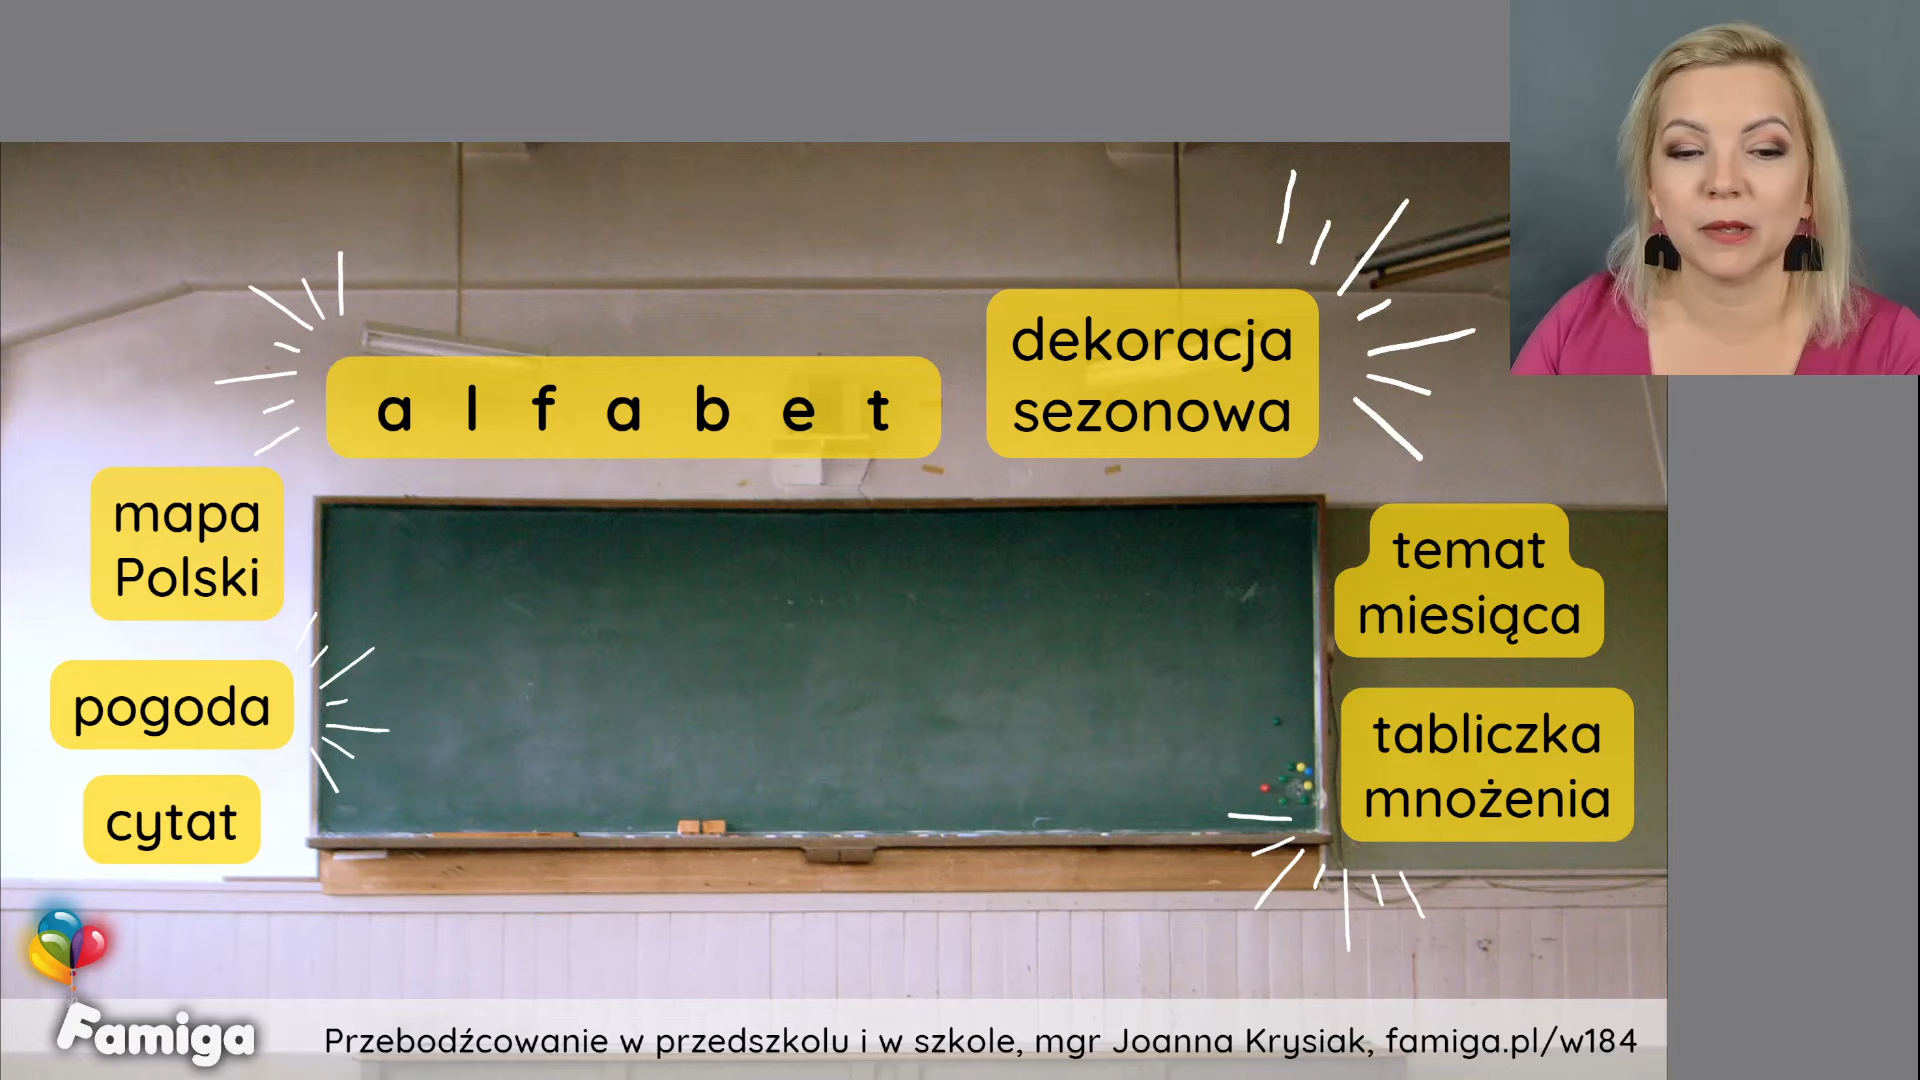 a l f a b e t
dekoracja
sezonowa
mapa
Polski
pogoda
cytat
temat
miesiąca
tabliczka
mnożenia
Famiga
Przebodźcowanie w przedszkolu i w szkole, mgr Joanna Krysiak, famiga.pl/w184